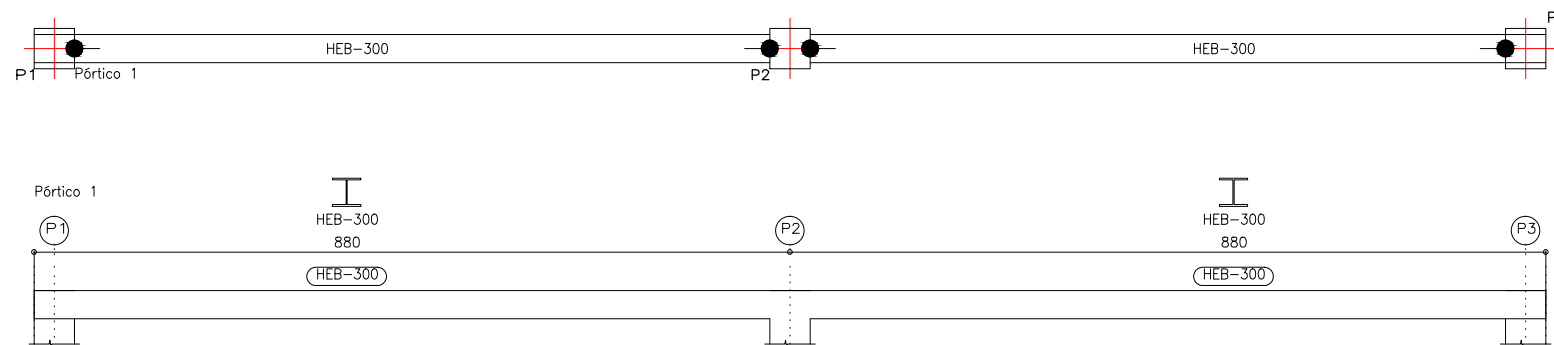 P
HEB-300 HEB-300
P1 Pórtico 1 P2
Pórtico 1
HEB-300 HEB-300
P1 P2 P3
880 880
HEB-300 HEB-300